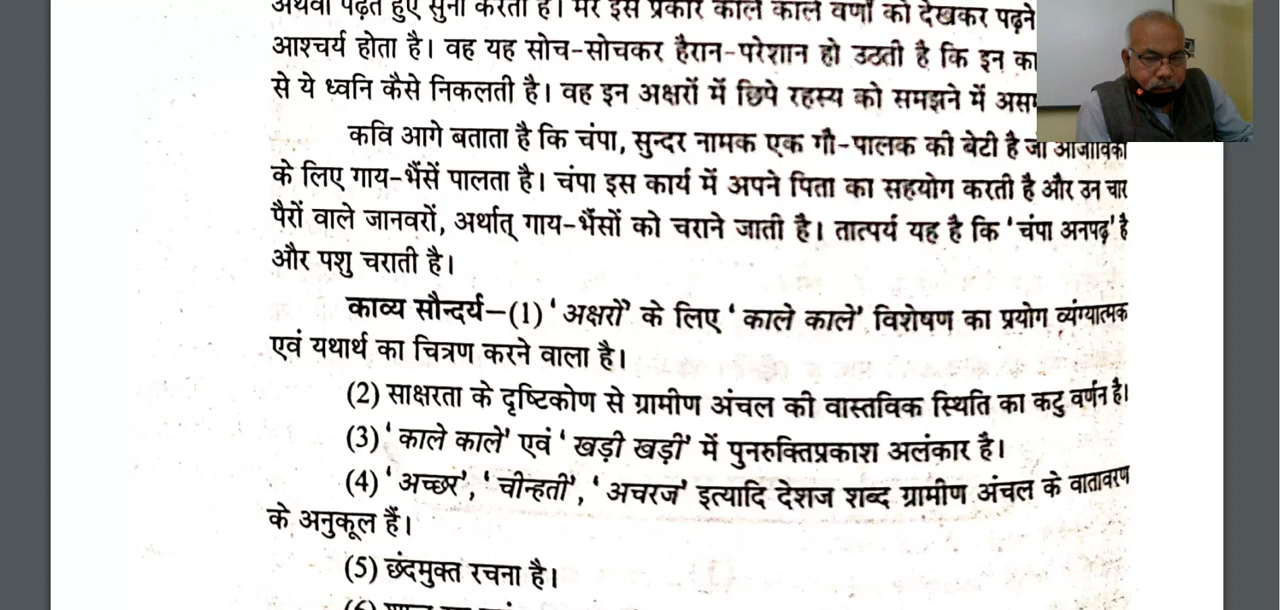 अथवा पढ़ते हुए सुना करती है। मेरे इस प्रकार काले काले वर्णों को देखकर पढ़ने
आश्चर्य होता है। वह यह सोच-सोचकर हैरान-परेशान हो उठती है कि इन
से ये ध्वनि कैसे निकलती है। वह इन अक्षरों में छिपे रहस्य को समझने में
कवि आगे बताता है कि चंपा, सुन्दर नामक एक गौ-पालक की बेटी है जो आजीविका
के लिए गाय-भैंसें पालता है। चंपा इस कार्य में अपने पिता का सहयोग करती है और उन चार
पैरों वाले जानवरों, अर्थात् गाय-भैंसों को चराने जाती है। तात्पर्य यह है कि 'चंपा अनपढ़' है
और पशु चराती है।
काव्य सौन्दर्य—(1) 'अक्षरों' के लिए 'काले काले' विशेषण का प्रयोग व्यंग्यात्मक
एवं यथार्थ का चित्रण करने वाला है।
(2) साक्षरता के दृष्टिकोण से ग्रामीण अंचल की वास्तविक स्थिति का कटु वर्णन है।
(3) 'काले काले' एवं 'खड़ी खड़ी' में पुनरुक्तिप्रकाश अलंकार है।
(4) 'अच्छर', 'चीन्हती', 'अचरज' इत्यादि देशज शब्द ग्रामीण अंचल के वातावरण
के अनुकूल हैं।
(5) छंदमुक्त रचना है।